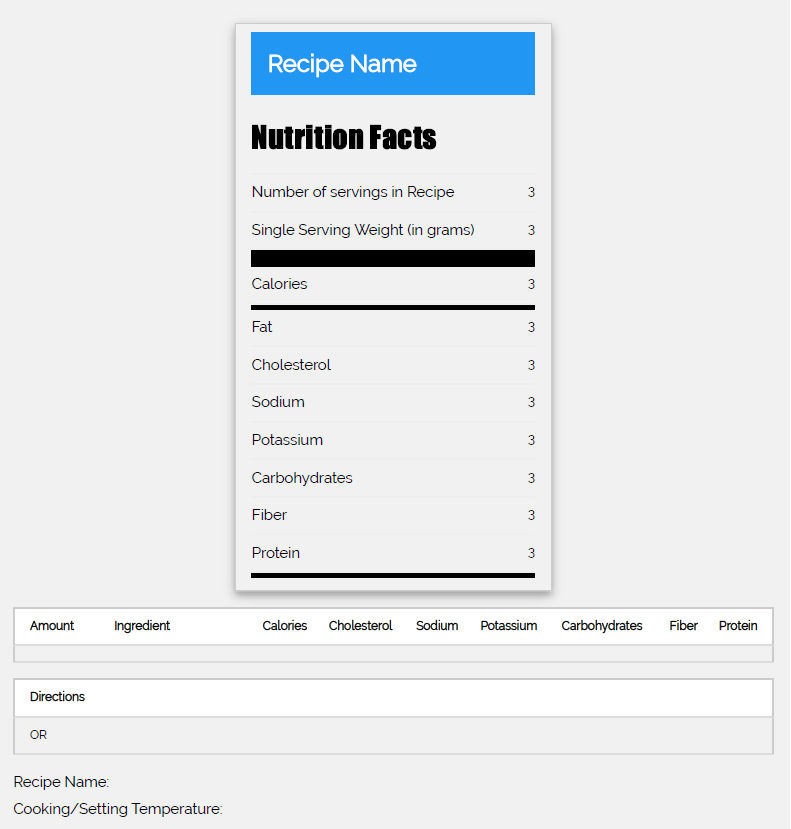 Recipe Name
Nutrition Facts
Number of servings in Recipe 3
Single Serving Weight (in grams) 3
Calories 3
Fat 3
Cholesterol 3
Sodium 3
Potassium 3
Carbohydrates 3
Fiber 3
Protein 3
Amount Ingredient Calories Cholesterol Sodium Potassium Carbohydrates Fiber Protein
Directions
OR
Recipe Name:
Cooking/Setting Temperature: